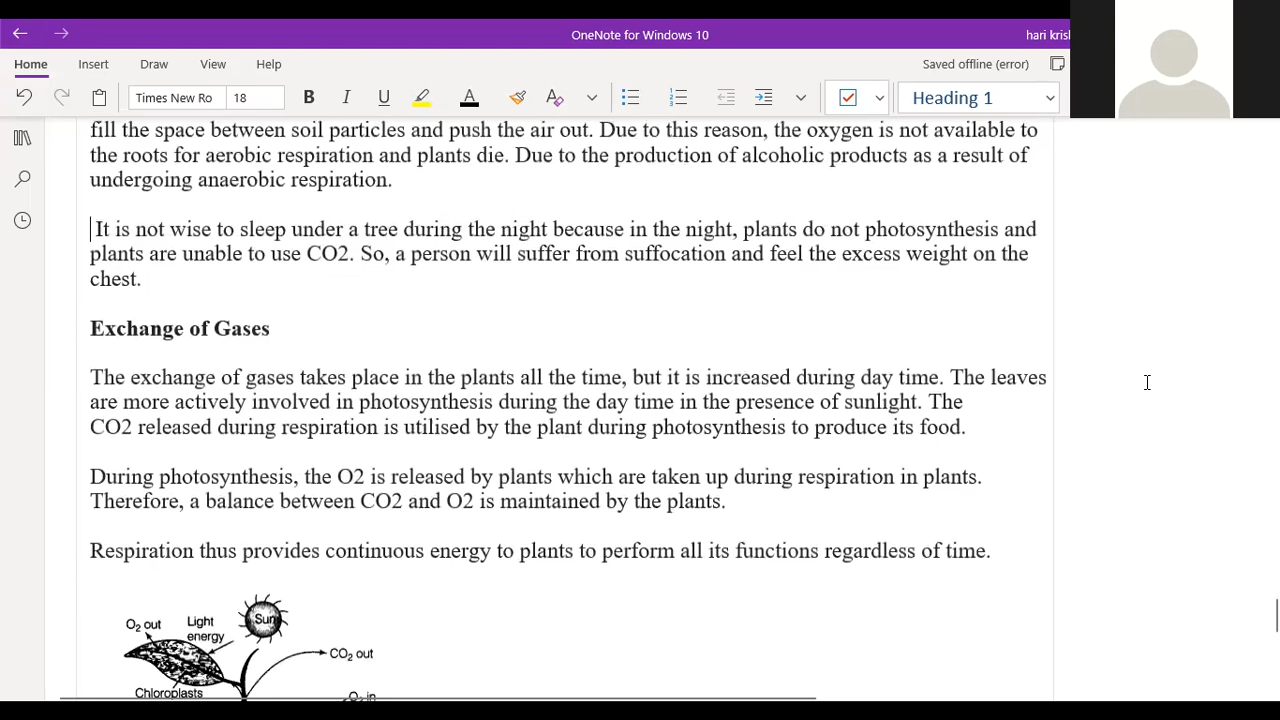 OneNote for Windows 10
hari krish
Home Insert Draw View Help
Saved offline (error)
Times New Ro 18 B I U A A Heading 1
fill the space between soil particles and push the air out. Due to this reason, the oxygen is not available to
the roots for aerobic respiration and plants die. Due to the production of alcoholic products as a result of
undergoing anaerobic respiration.
It is not wise to sleep under a tree during the night because in the night, plants do not photosynthesis and
plants are unable to use CO2. So, a person will suffer from suffocation and feel the excess weight on the
chest.
Exchange of Gases
The exchange of gases takes place in the plants all the time, but it is increased during day time. The leaves
are more actively involved in photosynthesis during the day time in the presence of sunlight. The
CO2 released during respiration is utilised by the plant during photosynthesis to produce its food.
During photosynthesis, the O2 is released by plants which are taken up during respiration in plants.
Therefore, a balance between CO2 and O2 is maintained by the plants.
Respiration thus provides continuous energy to plants to perform all its functions regardless of time.
O₂ out
Light
energy
Sun
CO₂ out
Chloroplasts
O₂ in